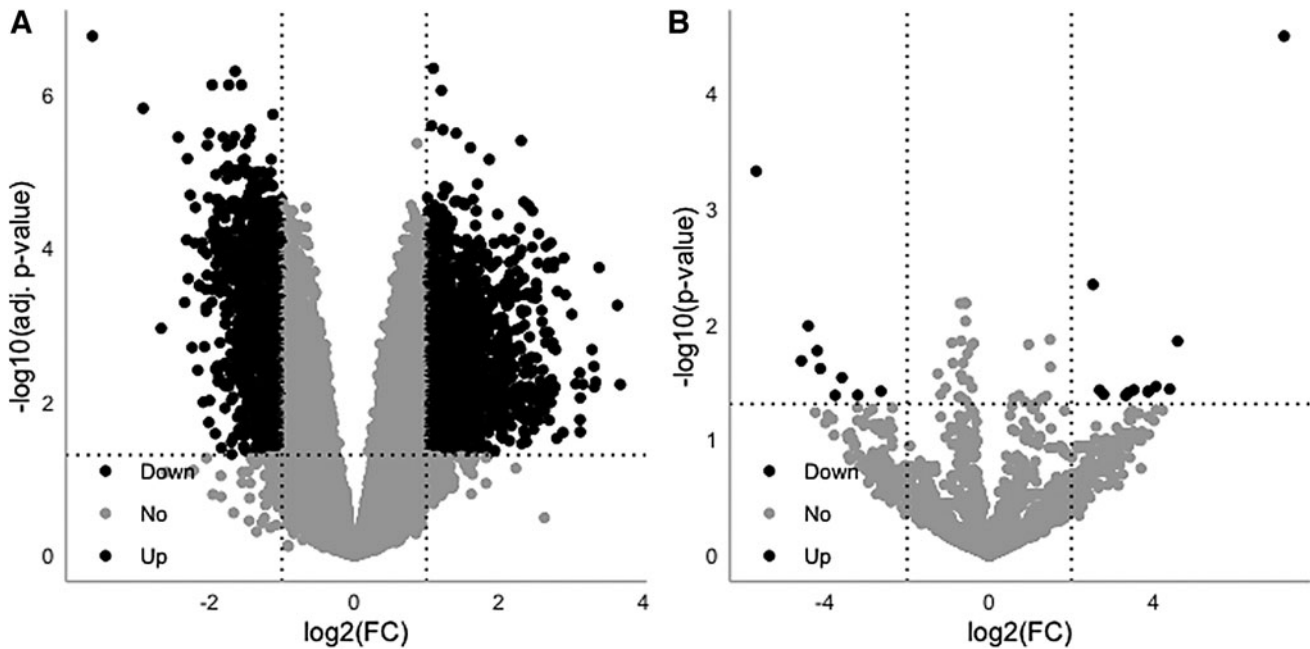 A
-log10(adj. p-value)
6
4
2
0
Down
No
Up
-2
0
2
4
log2(FC)
B
-log10(p-value)
4
3
2
1
0
Down
No
Up
-4
0
4
log2(FC)